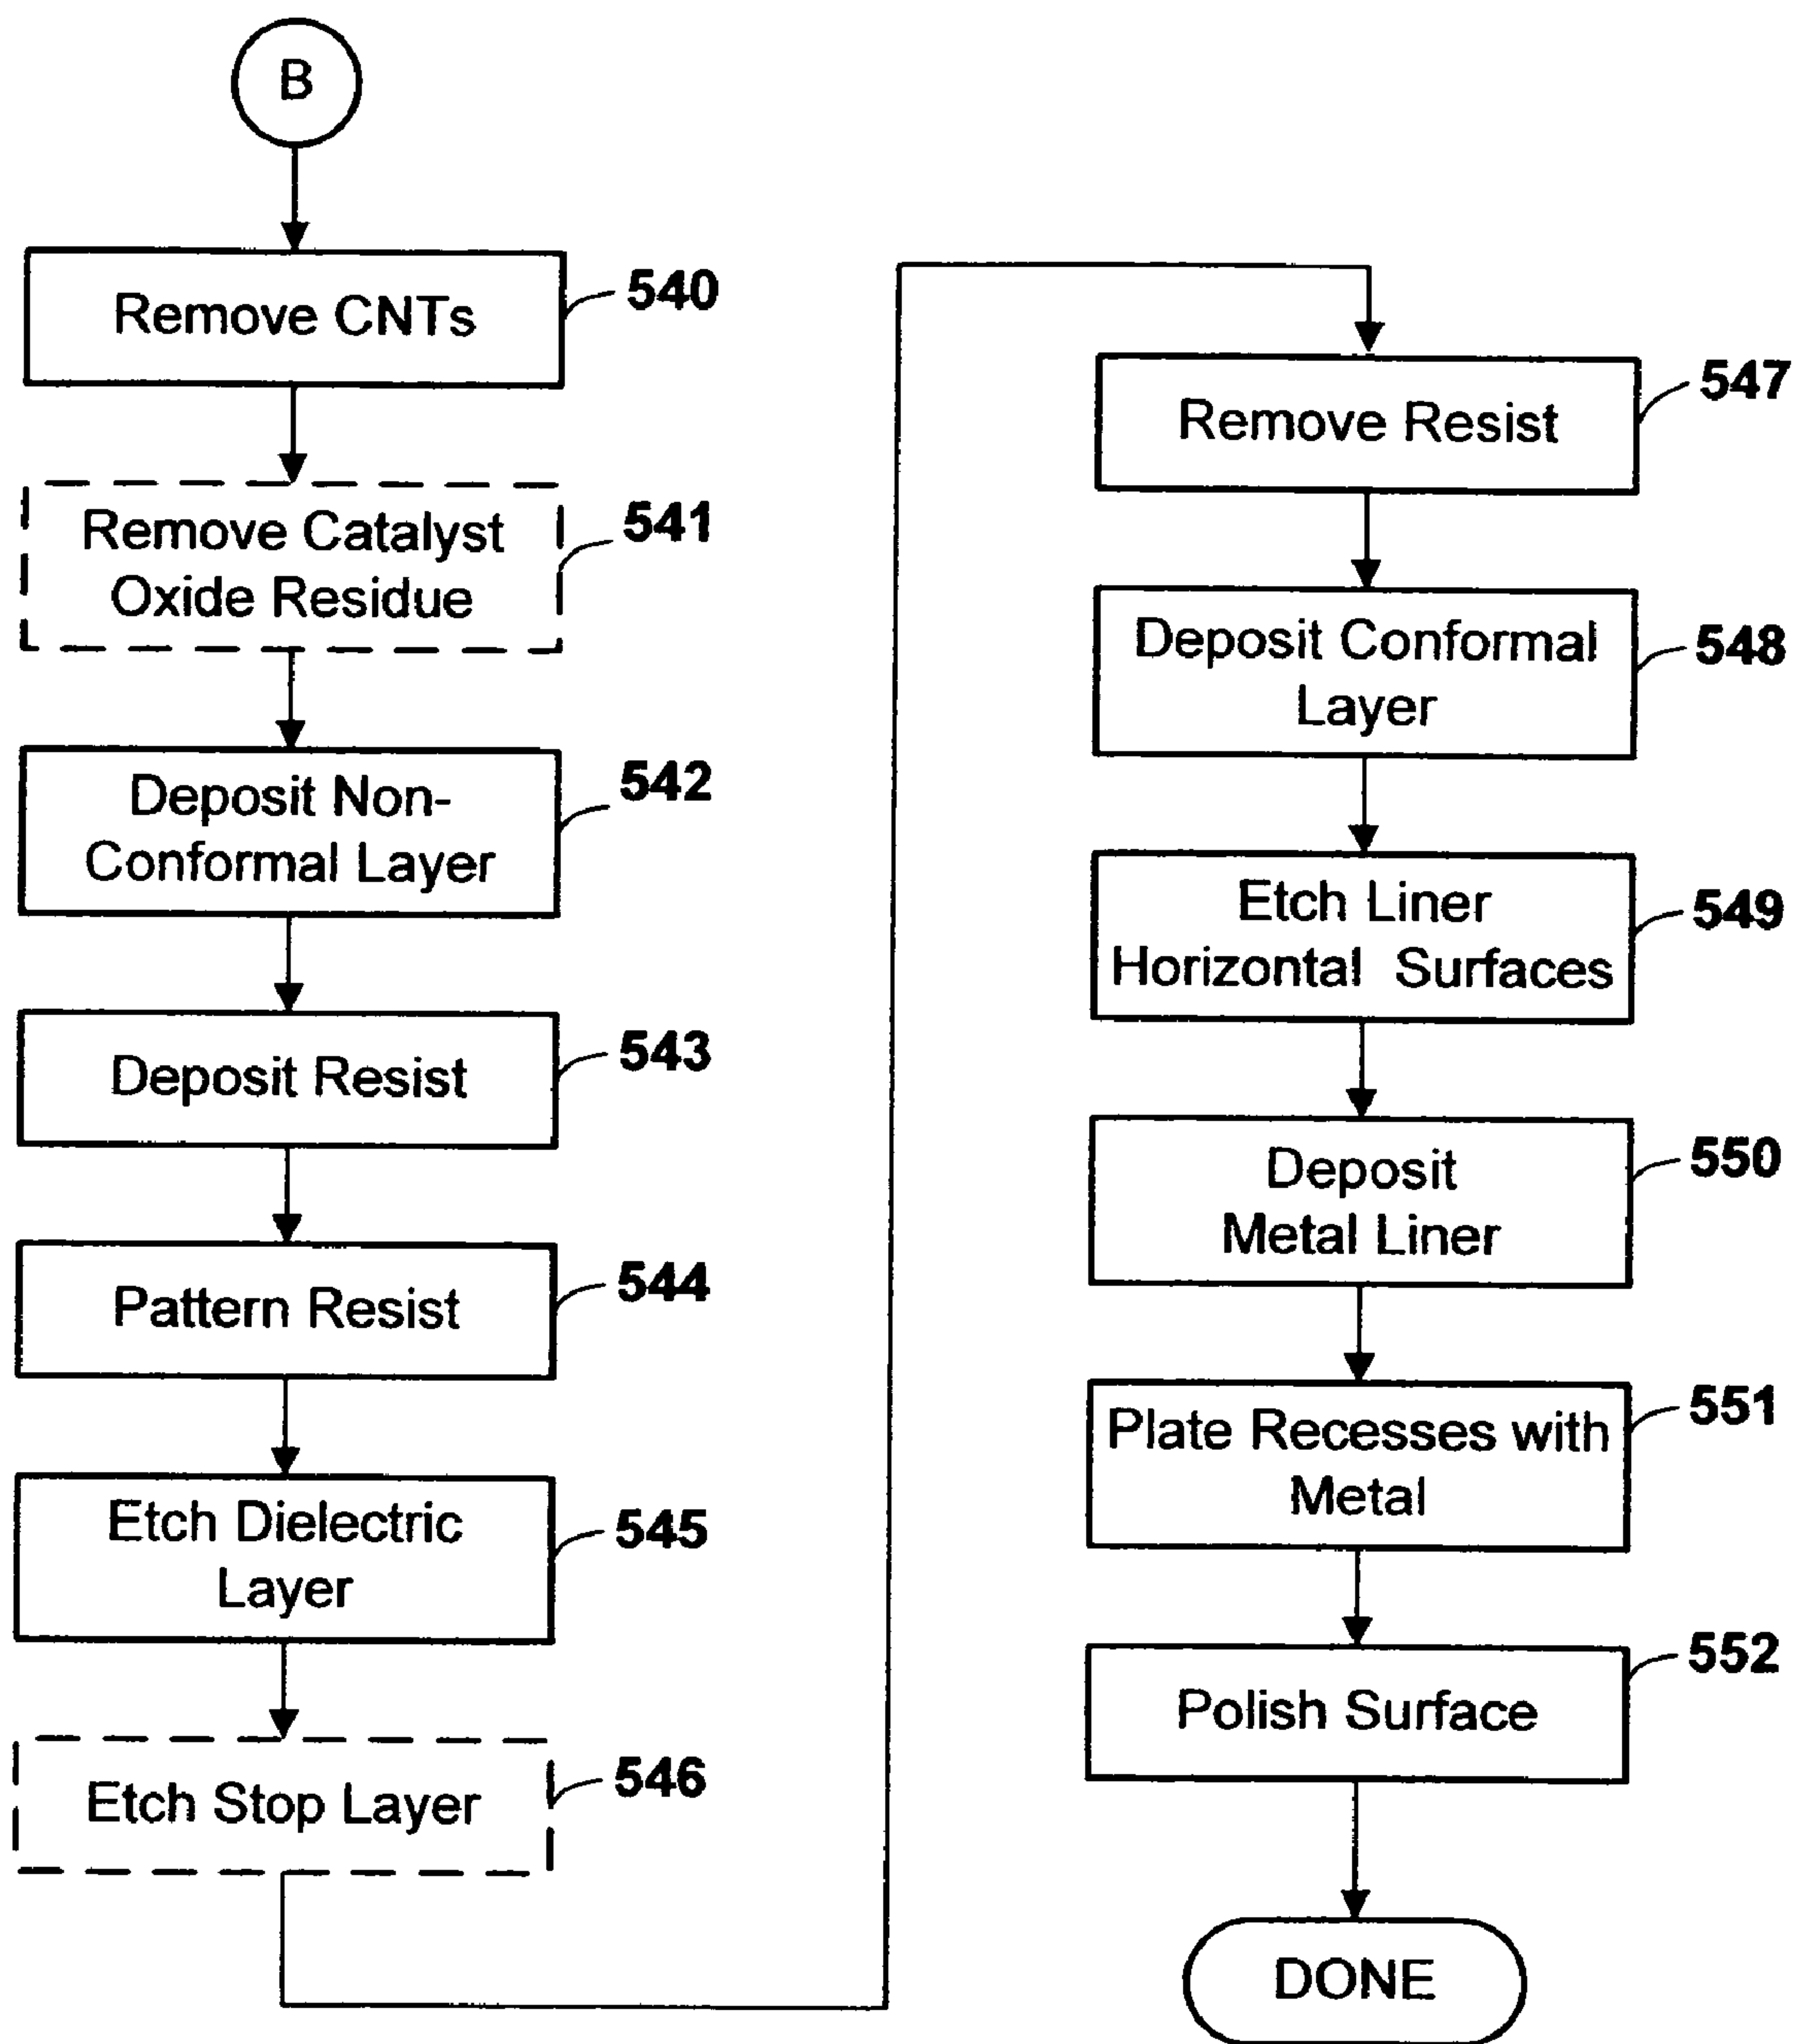 B
Remove CNTs
540
Remove Catalyst
Oxide Residue
541
Deposit Non-
Conformal Layer
542
Deposit Resist
543
Pattern Resist
544
Etch Dielectric
Layer
545
Etch Stop Layer
546
Remove Resist
547
Deposit Conformal
Layer
548
Etch Liner
Horizontal Surfaces
549
Deposit
Metal Liner
550
Plate Recesses with
Metal
551
Polish Surface
552
DONE